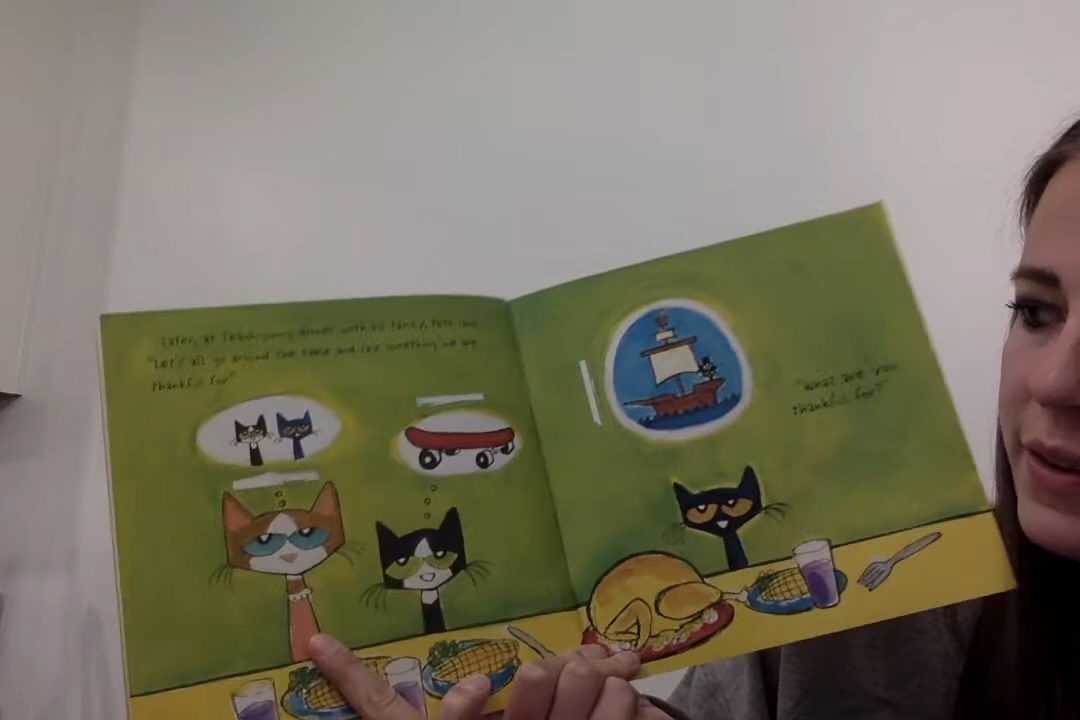 Later, at Thanksgiving dinner with his family, Pete says
"Let's all go around the table and say something we are
thankful for."
"What are you
thankful for?"